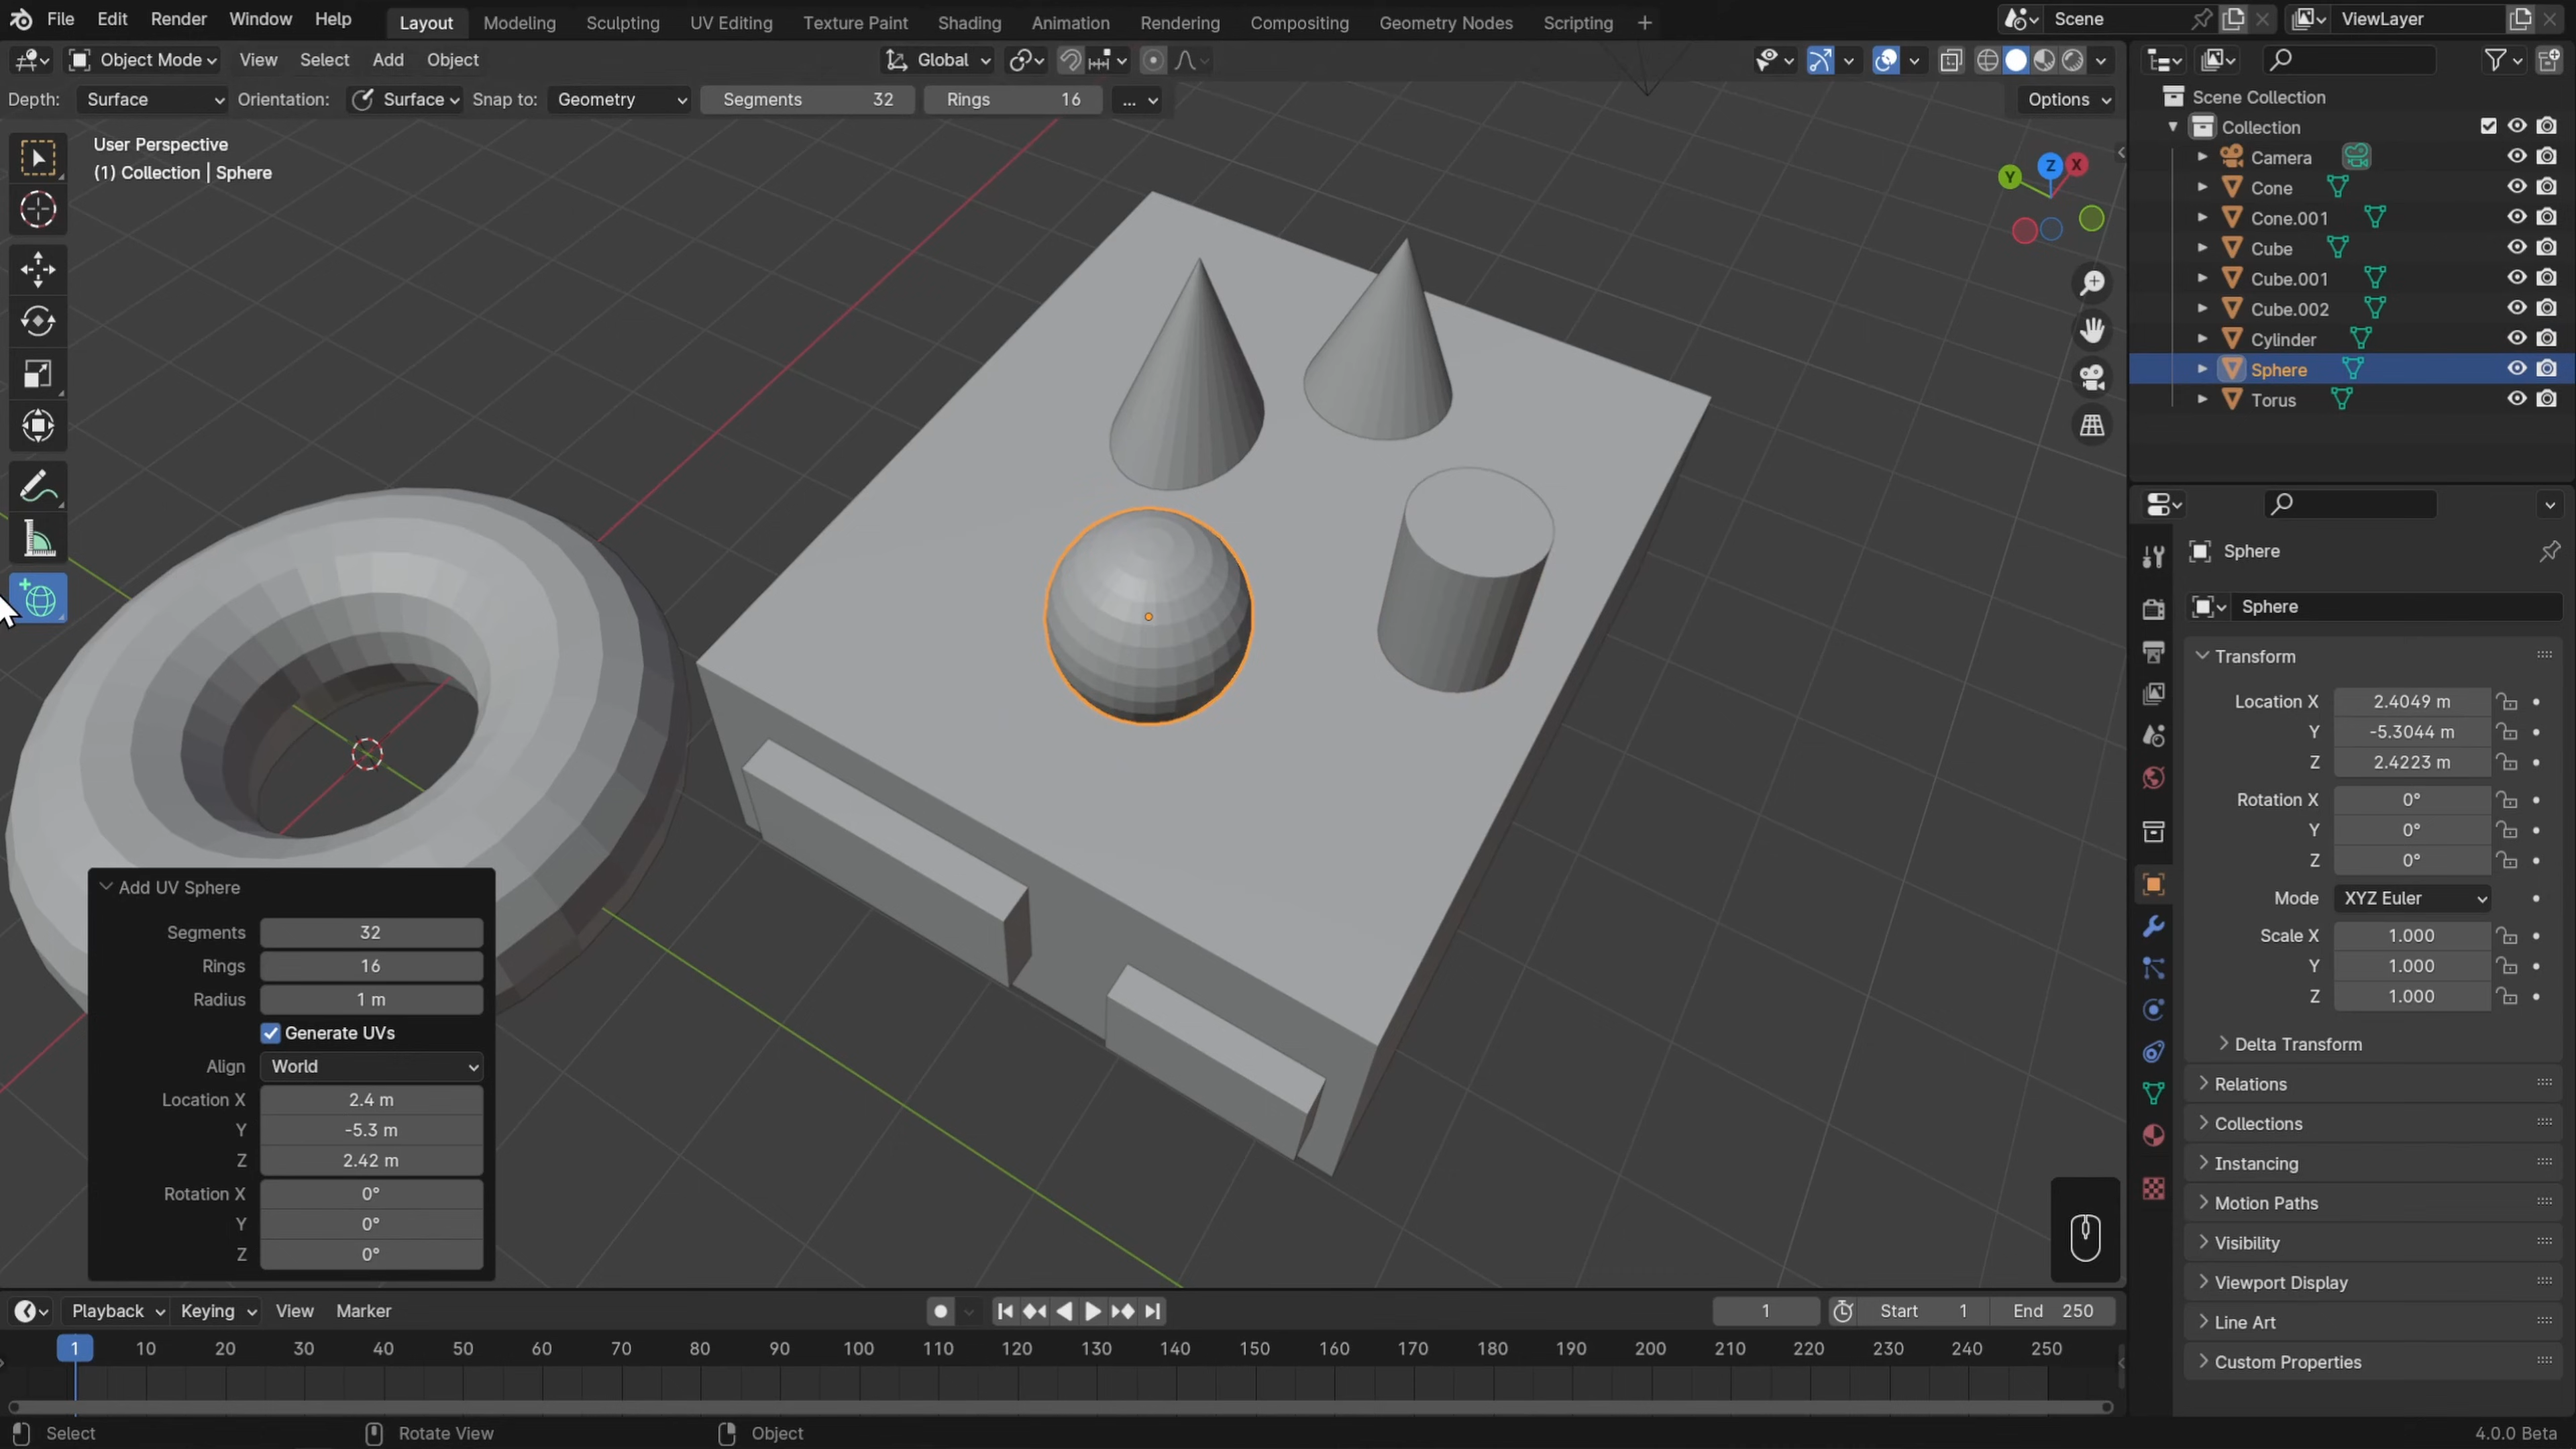 File Edit Render Window Help Layout Modeling Sculpting UV Editing Texture Paint Shading Animation Rendering Compositing Geometry Nodes Scripting + Scene ViewLayer
Object Mode View Select Add Object Global
Depth: Surface Orientation: Surface Snap to: Geometry Segments 32 Rings 16 ... Options
User Perspective
(1) Collection | Sphere
Z X Y
Scene Collection
Collection
Camera
Cone
Cone.001
Cube
Cube.001
Cube.002
Cylinder
Sphere
Torus
Sphere
Sphere
Transform
Location X 2.4049 m
Y -5.3044 m
Z 2.4223 m
Rotation X 0°
Y 0°
Z 0°
Mode XYZ Euler
Scale X 1.000
Y 1.000
Z 1.000
Delta Transform
Relations
Collections
Instancing
Motion Paths
Visibility
Viewport Display
Line Art
Custom Properties
Add UV Sphere
Segments 32
Rings 16
Radius 1 m
Generate UVs
Align World
Location X 2.4 m
Y -5.3 m
Z 2.42 m
Rotation X 0°
Y 0°
Z 0°
Playback Keying View Marker 1 Start 1 End 250
1 10 20 30 40 50 60 70 80 90 100 110 120 130 140 150 160 170 180 190 200 210 220 230 240 250
Select Rotate View Object 4.0.0 Beta